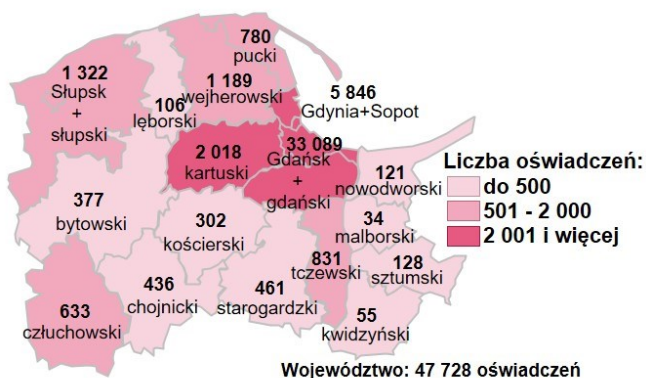 780
pucki
1 322
Słupsk
+
słupski
1 189
wejherowski
106
lęborski
5 846
Gdynia+Sopot
2 018
kartuski
33 089
Gdańsk
+
gdański
121
nowodworski
377
bytowski
302
kościerski
34
malborski
831
tczewski
128
sztumski
436
chojnicki
461
starogardzki
633
człuchowski
55
kwidzyński
Liczba oświadczeń:
do 500
501 - 2 000
2 001 i więcej
Województwo: 47 728 oświadczeń